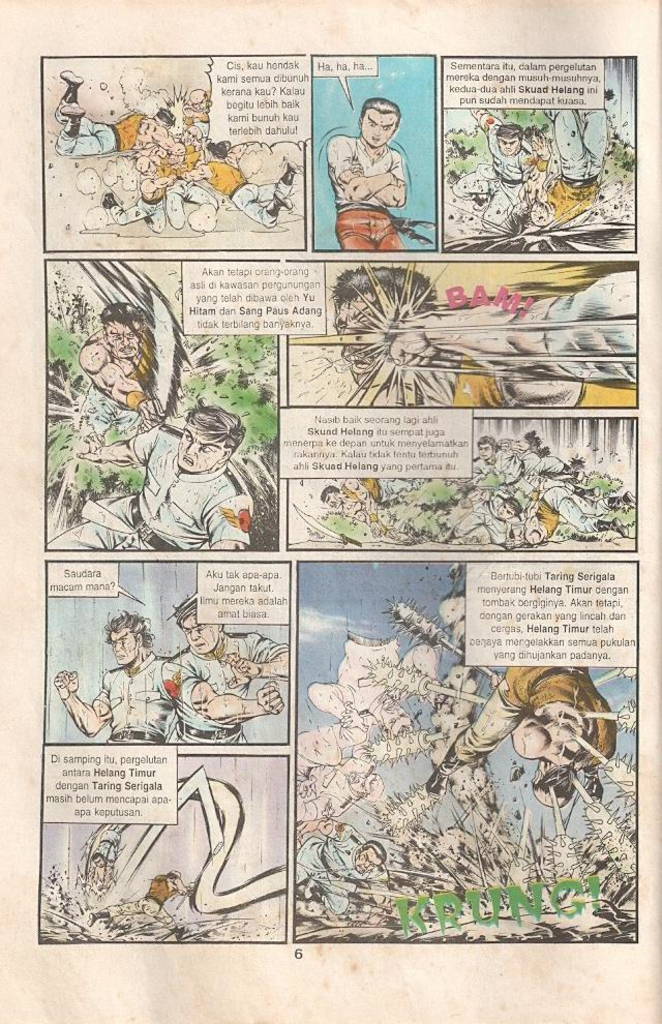 Cis, kau hendak
kami semua dibunuh
kerana kau? Kalau
begitu lebih baik
kami bunuh kau
terlebih dahulu!
Ha, ha, ha...
Sementara itu, dalam pergelutan
mereka dengan musuh-musuhnya,
kedua-dua ahli Skuad Helang ini
pun sudah mendapat kuasa.
Akan tetapi orang-orang
asli di kawasan pergunungan
yang telah dibawa oleh Yu
Hitam dan Sang Paus Adang
tidak terbilang banyaknya.
BAM!
Nasib baik seorang lagi ahli
Skuad Helang itu sempat juga
menerpa ke depan untuk menyelamatkan
rakannya. Kalau tidak tentu terbunuh
ahli Skuad Helang yang pertama itu.
Saudara
macam mana?
Aku tak apa-apa.
Jangan takut.
Ilmu mereka adalah
amat biasa.
Di samping itu, pergelutan
antara Helang Timur
dengan Taring Serigala
masih belum mencapai apa-
apa keputusan.
Bertubi-tubi Taring Serigala
menyerang Helang Timur dengan
tombak bergiginya. Akan tetapi,
dengan gerakan yang lincah dan
cergas, Helang Timur telah
berjaya mengelakkan semua pukulan
yang dihujankan padanya.
KRUNG!
6